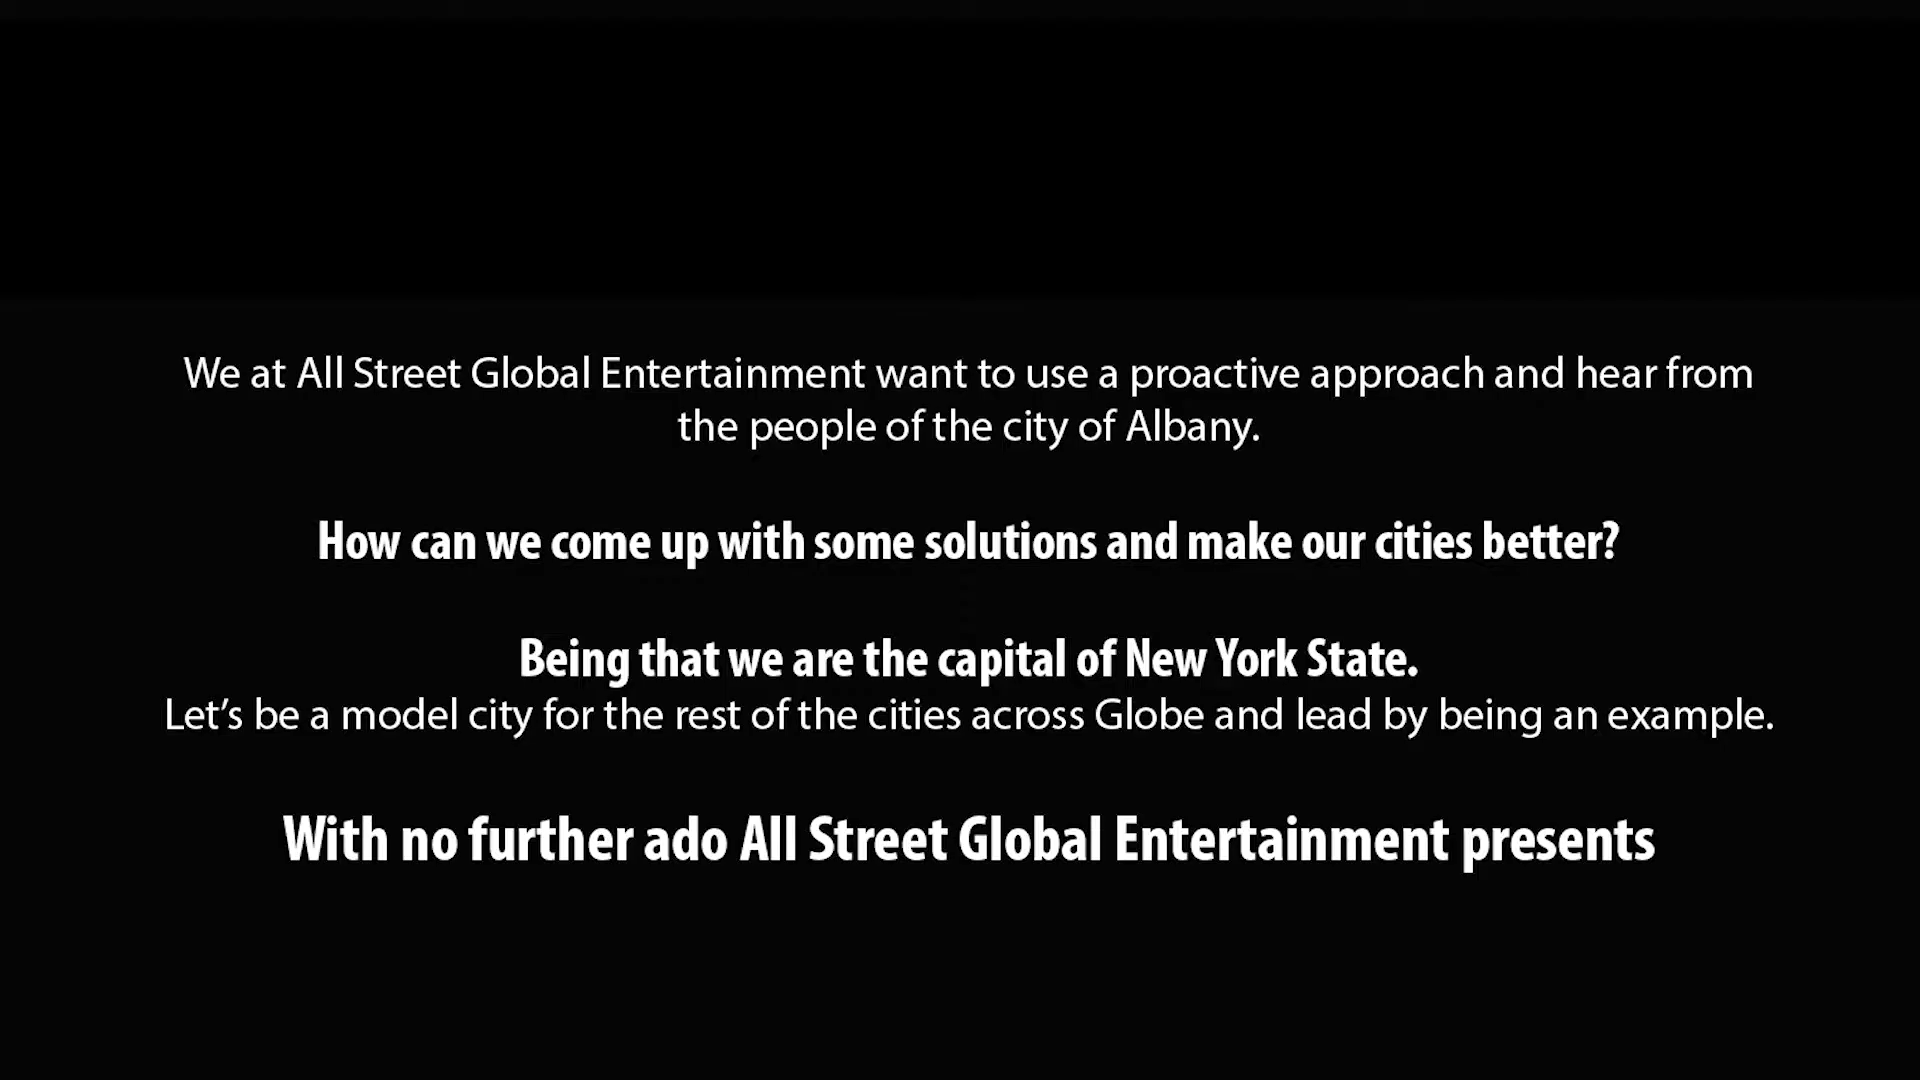 We at All Street Global Entertainment want to use a proactive approach and hear from
the people of the city of Albany.
How can we come up with some solutions and make our cities better?
Being that we are the capital of New York State.
Let’s be a model city for the rest of the cities across Globe and lead by being an example.
With no further ado All Street Global Entertainment presents